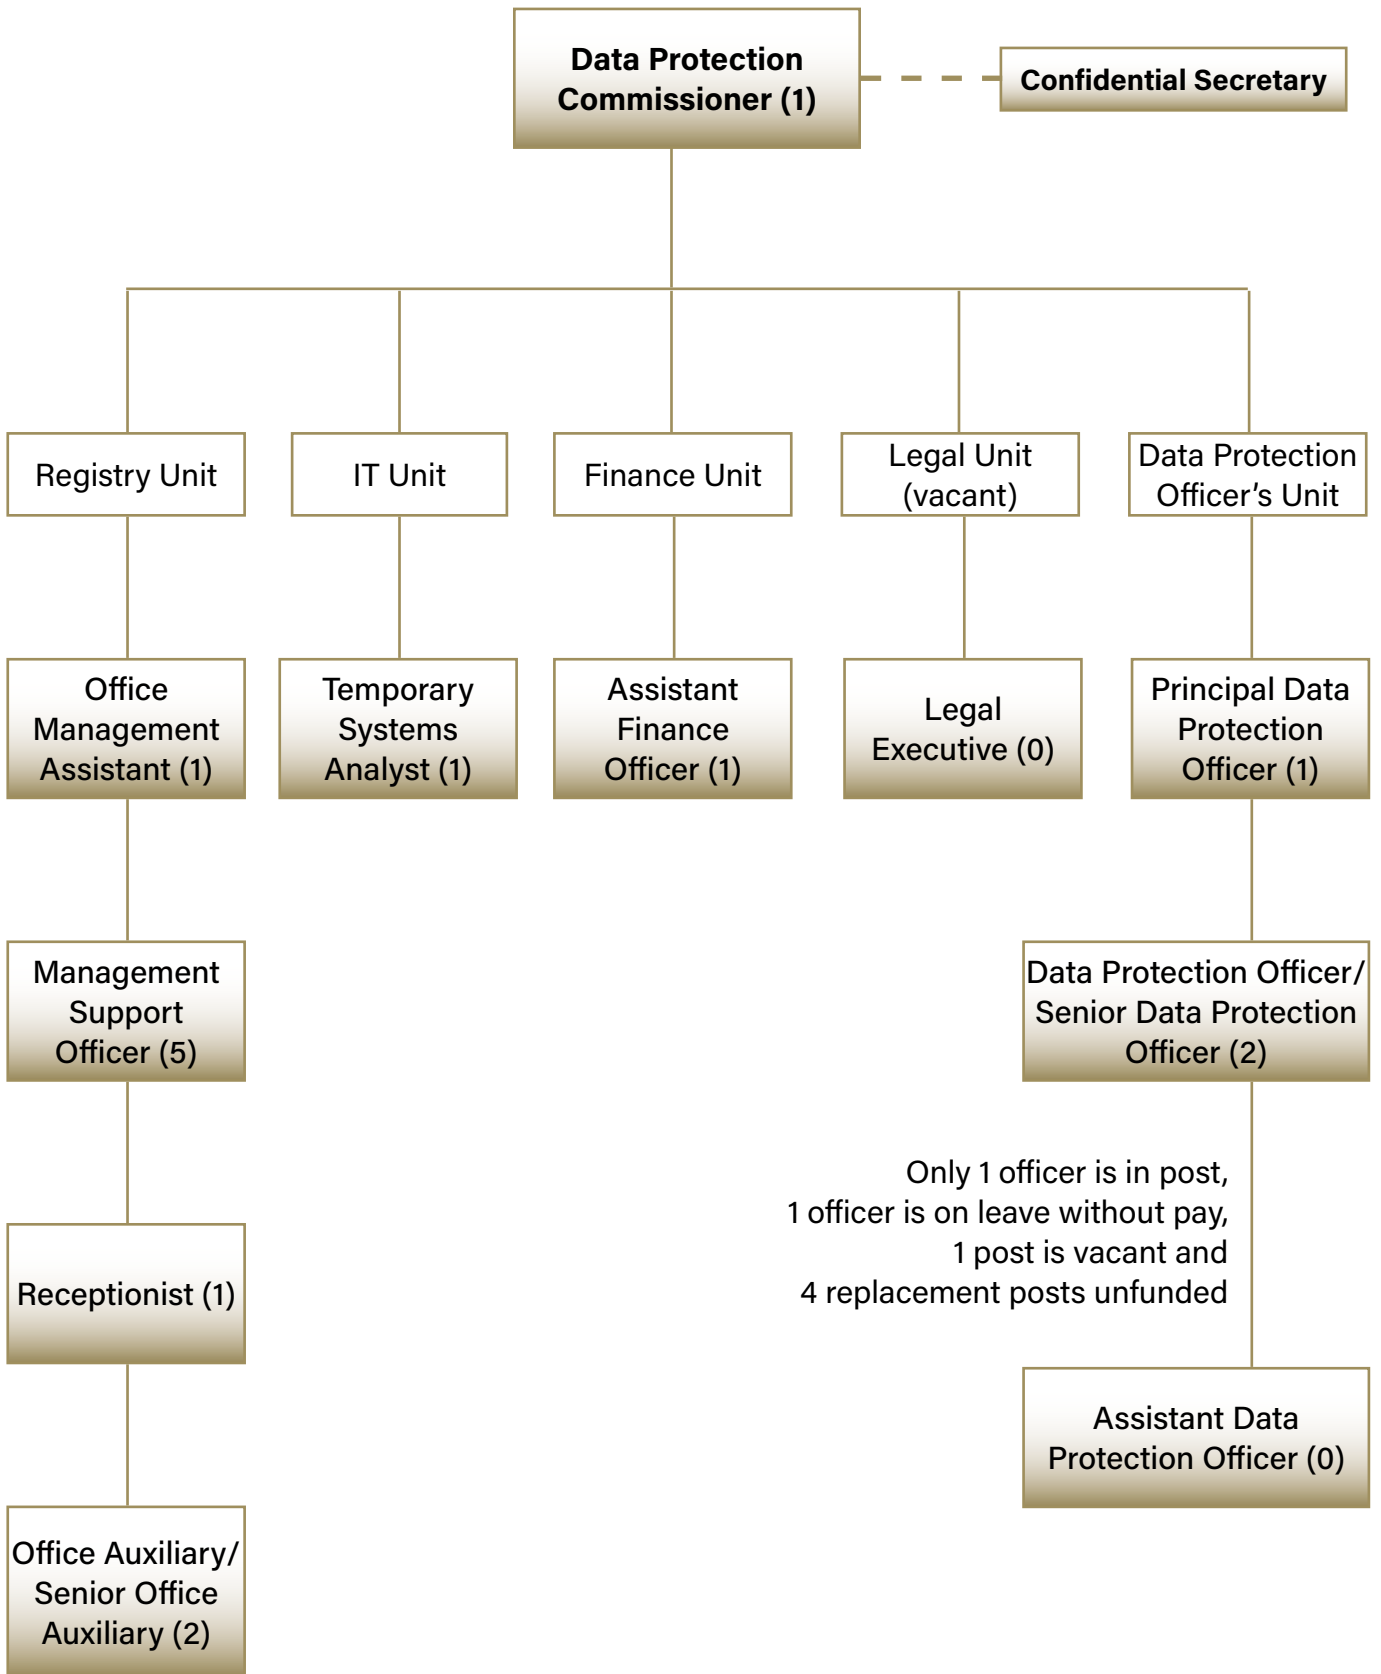 Data Protection
Commissioner (1)
Confidential Secretary
Registry Unit
IT Unit
Finance Unit
Legal Unit
(vacant)
Data Protection
Officer’s Unit
Office
Management
Assistant (1)
Temporary
Systems
Analyst (1)
Assistant
Finance
Officer (1)
Legal
Executive (0)
Principal Data
Protection
Officer (1)
Management
Support
Officer (5)
Data Protection Officer/
Senior Data Protection
Officer (2)
Only 1 officer is in post,
1 officer is on leave without pay,
1 post is vacant and
4 replacement posts unfunded
Receptionist (1)
Assistant Data
Protection Officer (0)
Office Auxiliary/
Senior Office
Auxiliary (2)